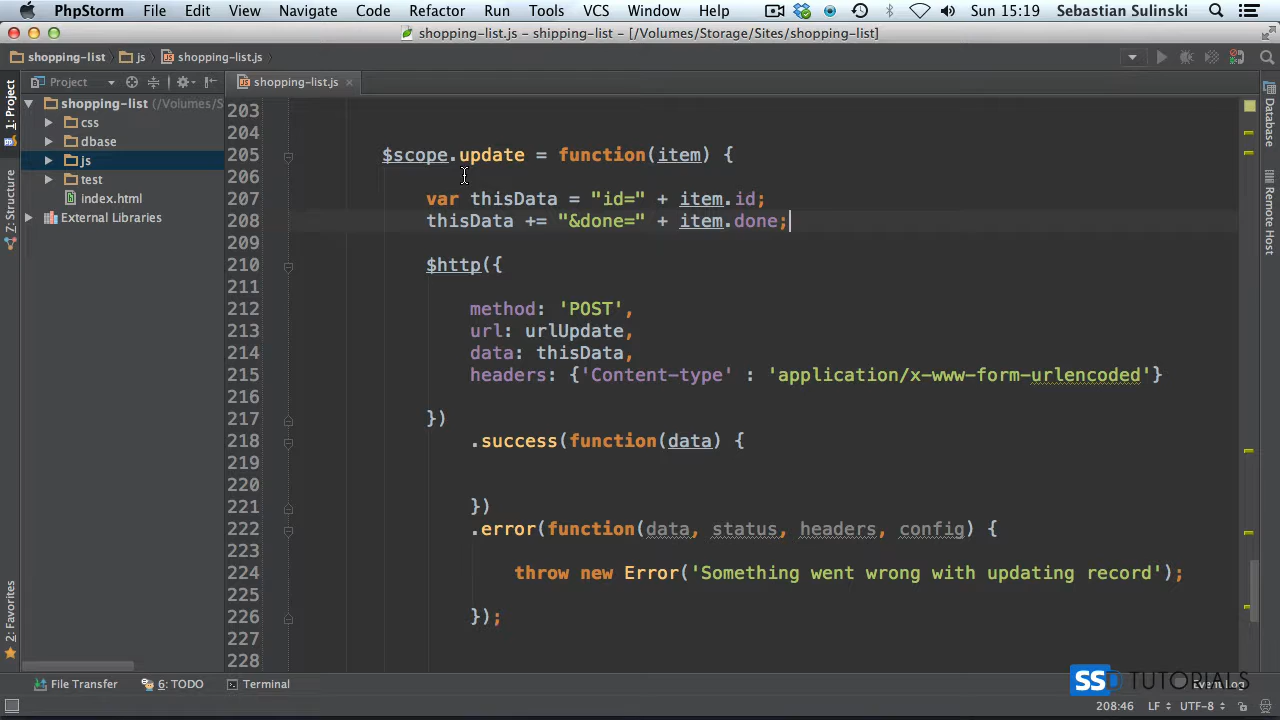 PhpStorm File Edit View Navigate Code Refactor Run Tools VCS Window Help Sun 15:19 Sebastian Sulinski
shopping-list.js – shipping-list – [/Volumes/Storage/Sites/shopping-list]
shopping-list js shopping-list.js
Project shopping-list.js
1: Project
shopping-list (/Volumes/S
css
dbase
js
test
index.html
External Libraries
Z: Structure
2: Favorites
Database
Remote Host
203
204
205 $scope.update = function(item) {
206
207 var thisData = "id=" + item.id;
208 thisData += "&done=" + item.done;
209
210 $http({
211
212 method: 'POST',
213 url: urlUpdate,
214 data: thisData,
215 headers: {'Content-type' : 'application/x-www-form-urlencoded'}
216
217 })
218 .success(function(data) {
219
220
221 })
222 .error(function(data, status, headers, config) {
223
224 throw new Error('Something went wrong with updating record');
225
226 });
227
228
File Transfer 6: TODO Terminal Event Log
SSD TUTORIALS
208:46 LF UTF-8